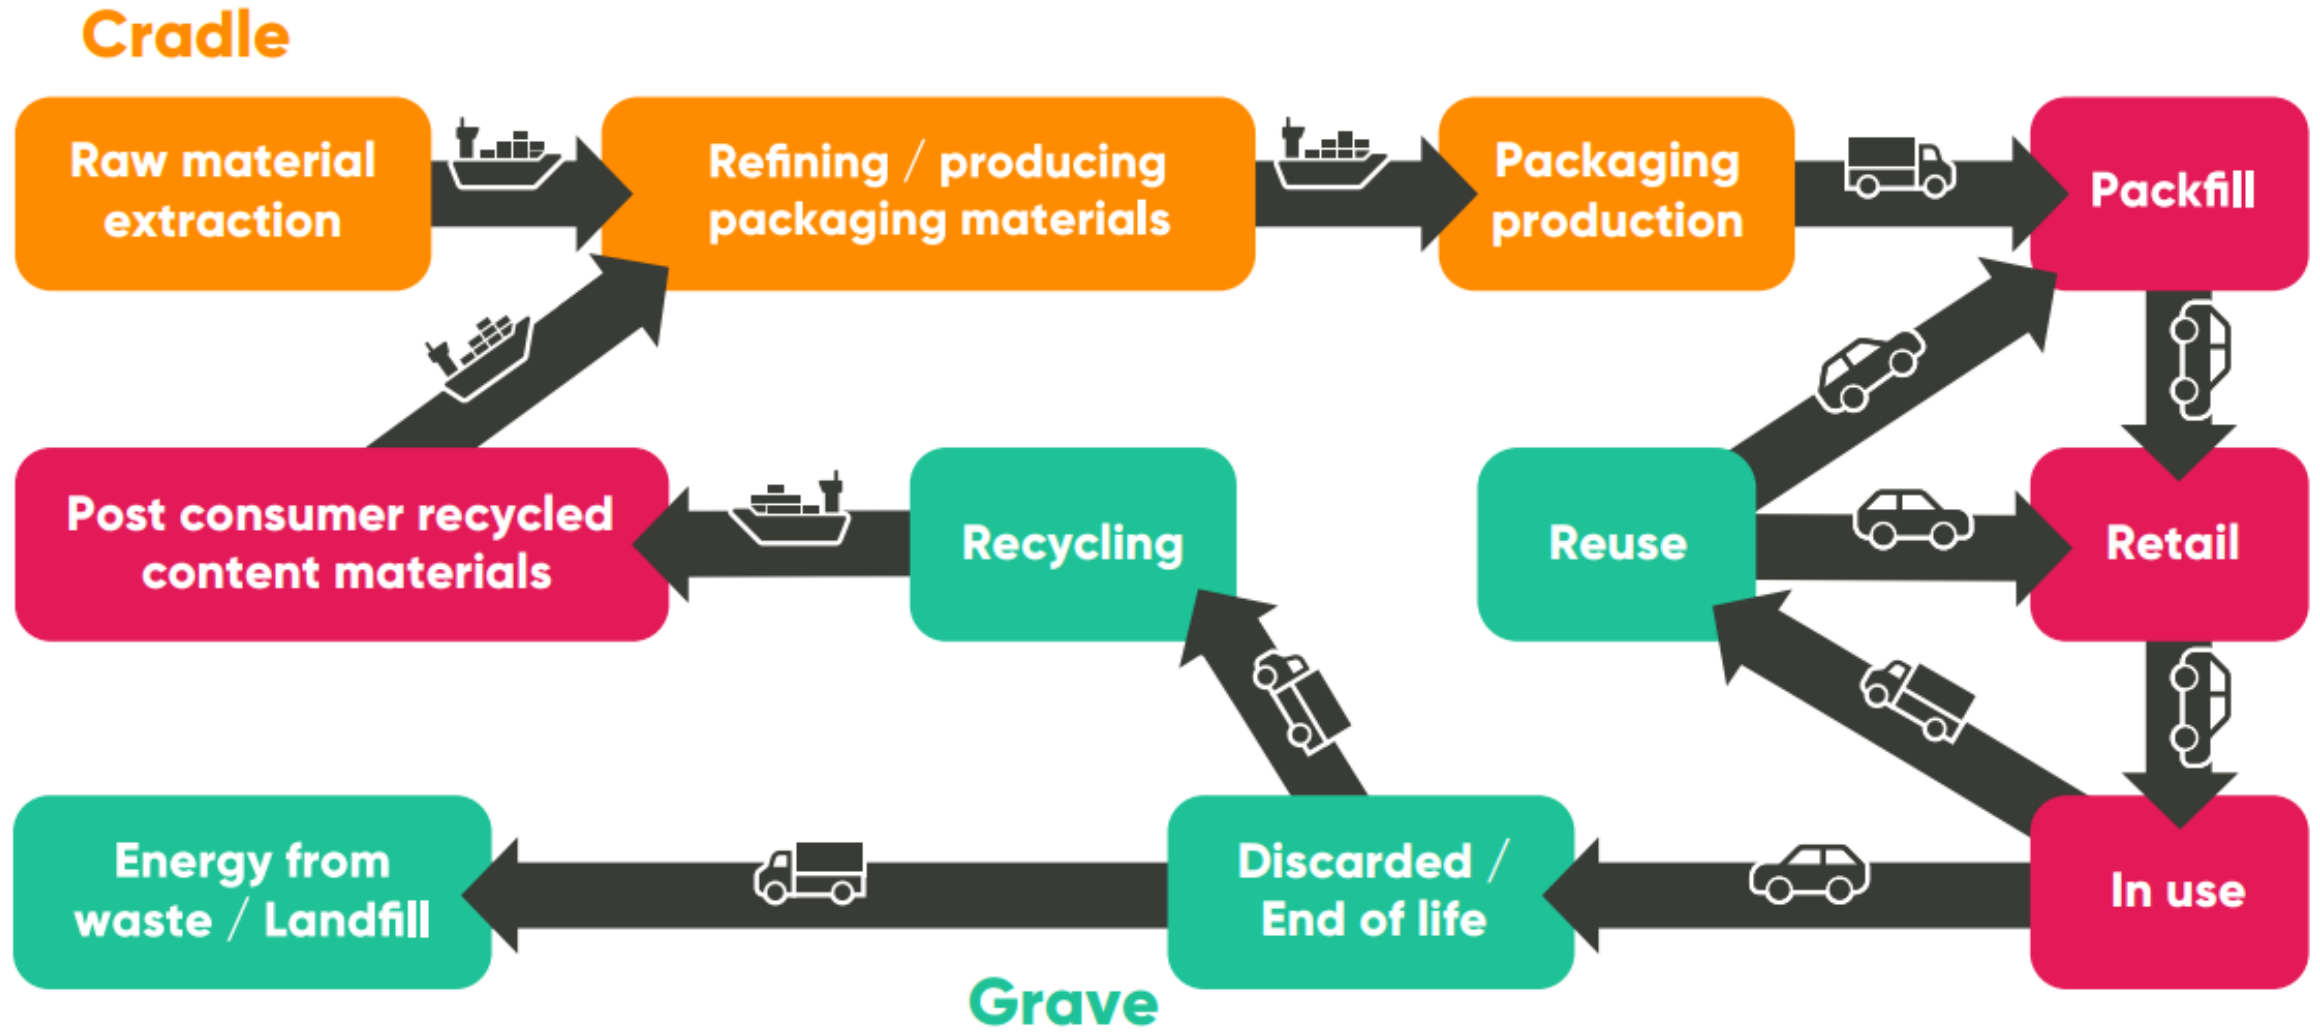 Cradle
Raw material
extraction
Refining / producing
packaging materials
Packaging
production
Packfill
Post consumer recycled
content materials
Recycling
Reuse
Retail
Energy from
waste / Landfill
Discarded /
End of life
In use
Grave